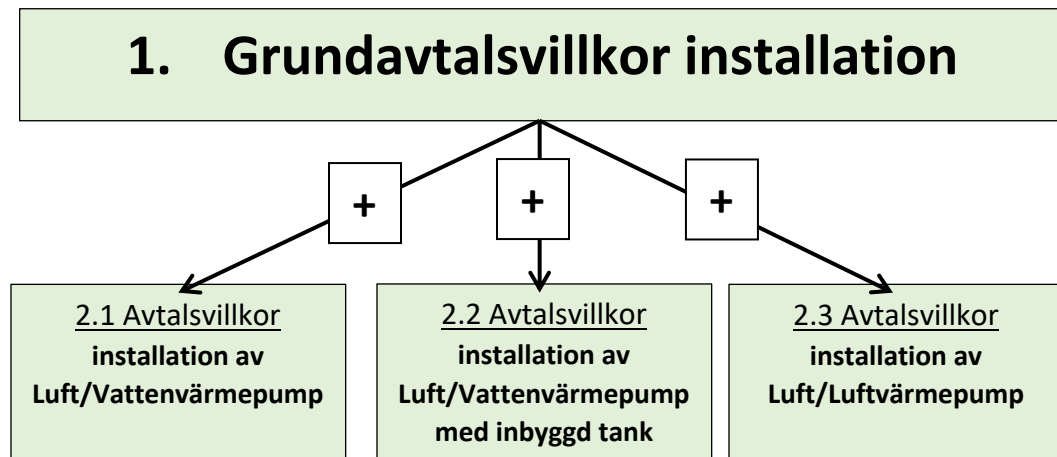 1. Grundavtalsvillkor installation
+
+
+
2.1 Avtalsvillkor
installation av
Luft/Vattenvärmepump
2.2 Avtalsvillkor
installation av
Luft/Vattenvärmepump
med inbyggd tank
2.3 Avtalsvillkor
installation av
Luft/Luftvärmepump